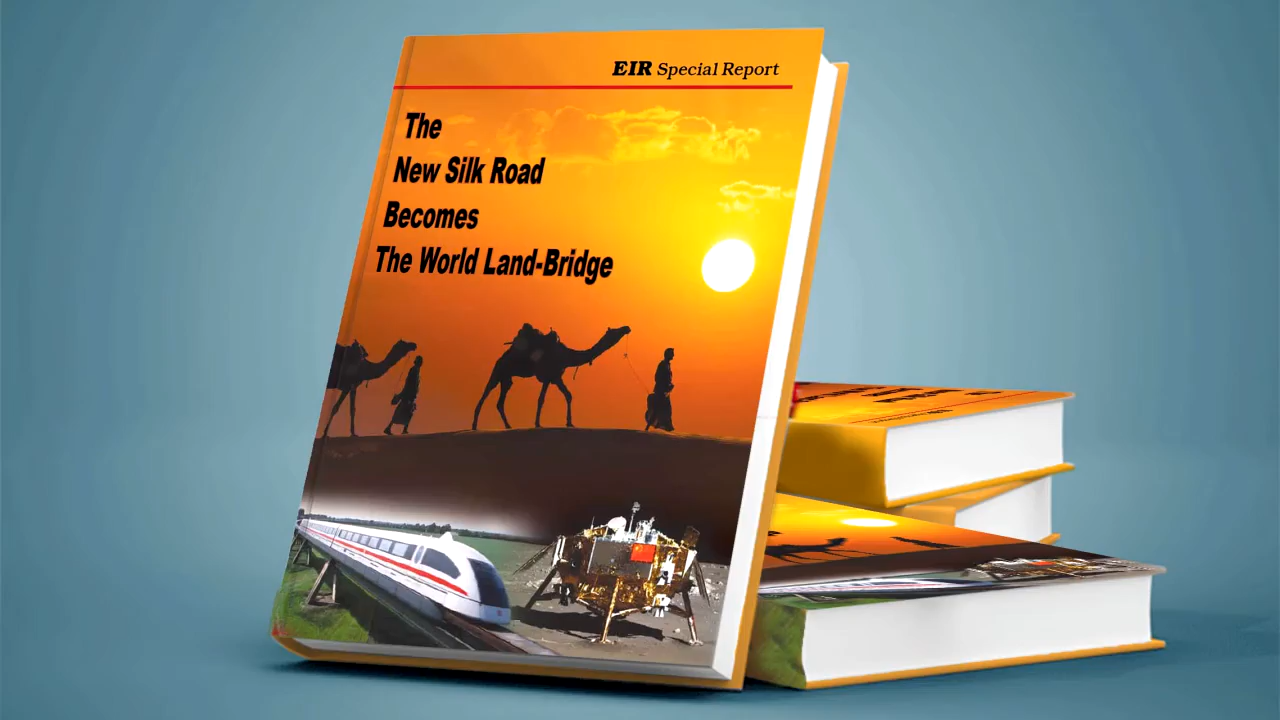 EIR Special Report
The
New Silk Road
Becomes
The World Land-Bridge